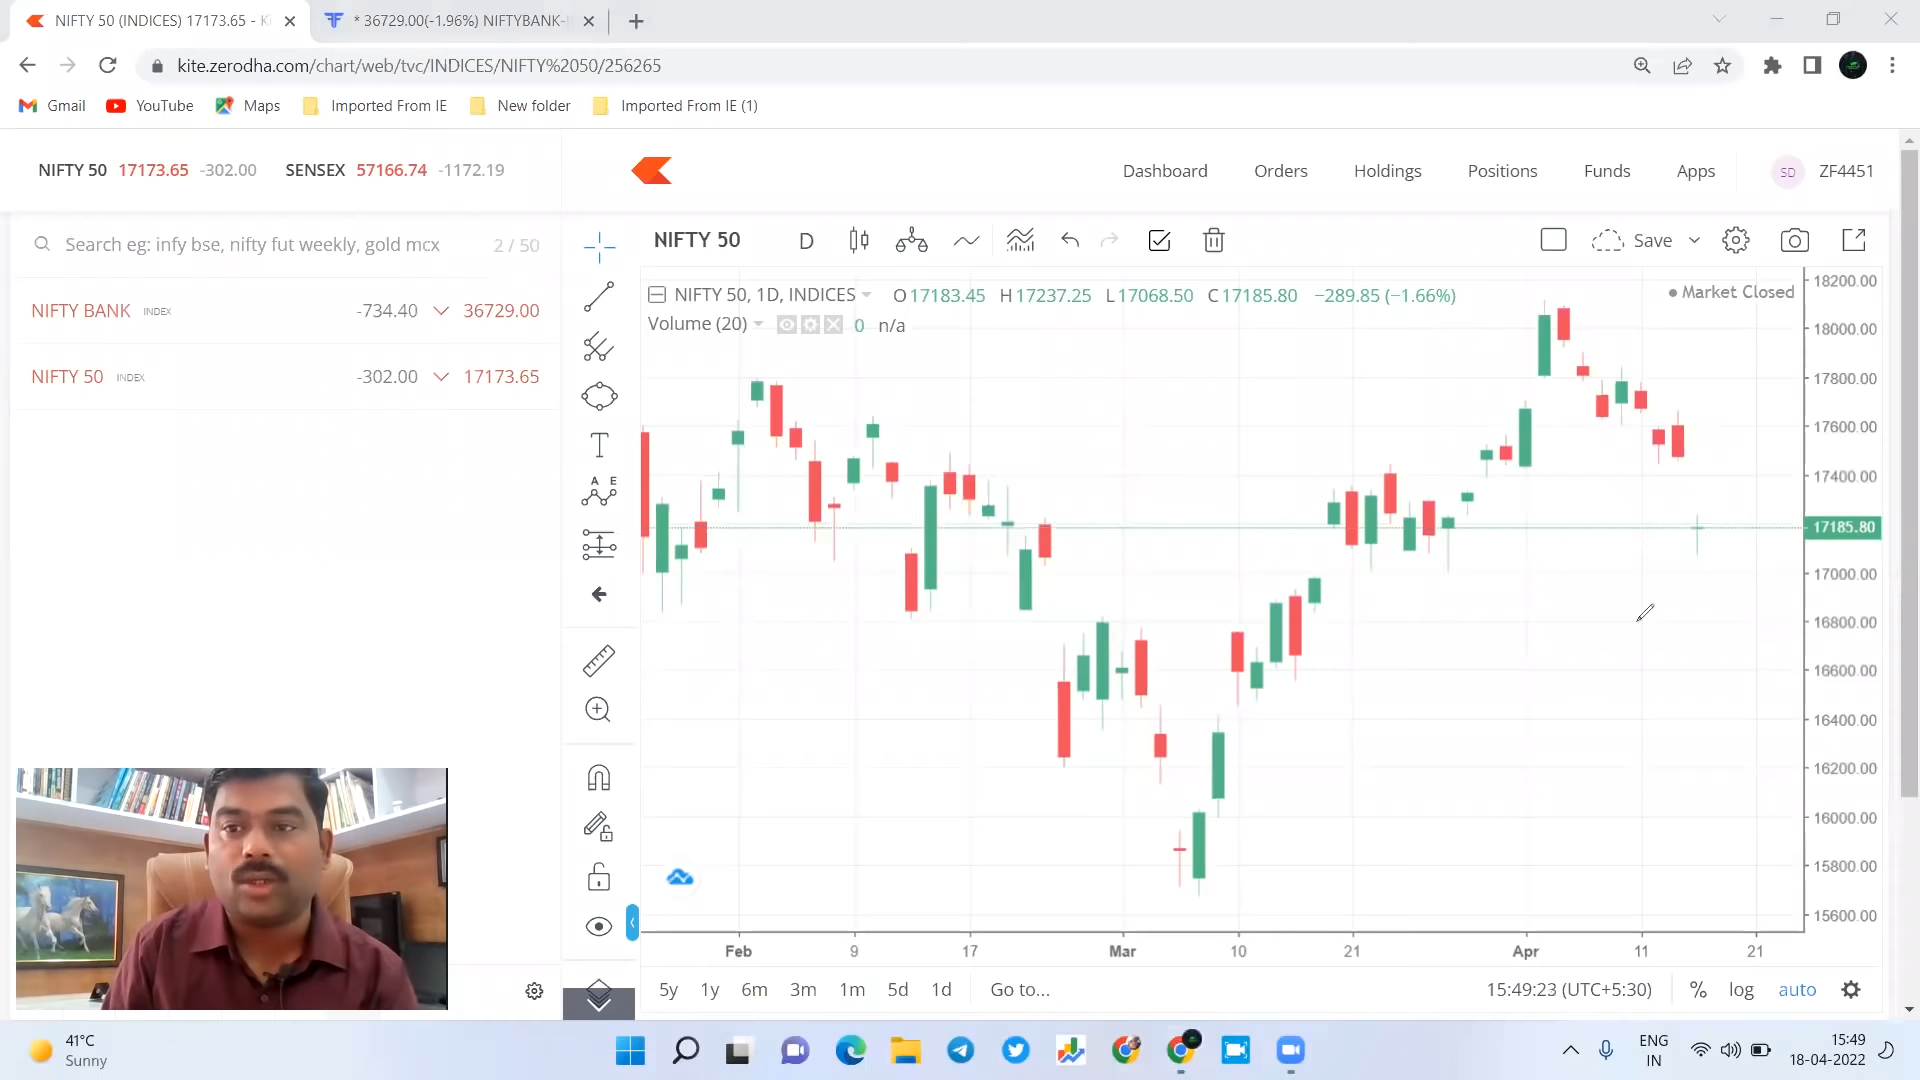 NIFTY 50 (INDICES) 17173.65 - K
* 36729.00(-1.96%) NIFTYBANK-I
kite.zerodha.com/chart/web/tvc/INDICES/NIFTY%2050/256265
Gmail YouTube Maps Imported From IE New folder Imported From IE (1)
NIFTY 50 17173.65 -302.00 SENSEX 57166.74 -1172.19
Dashboard Orders Holdings Positions Funds Apps SD ZF4451
Search eg: infy bse, nifty fut weekly, gold mcx 2 / 50
NIFTY BANK INDEX -734.40 36729.00
NIFTY 50 INDEX -302.00 17173.65
NIFTY 50 D Save
NIFTY 50, 1D, INDICES O 17183.45 H 17237.25 L 17068.50 C 17185.80 −289.85 (−1.66%)
Market Closed
Volume (20) 0 n/a
T
A E
18200.00
18000.00
17800.00
17600.00
17400.00
17185.80
17000.00
16800.00
16600.00
16400.00
16200.00
16000.00
15800.00
15600.00
Feb 9 17 Mar 10 21 Apr 11 21
5y 1y 6m 3m 1m 5d 1d Go to... 15:49:23 (UTC+5:30) % log auto
41°C
Sunny
ENG
IN
15:49
18-04-2022